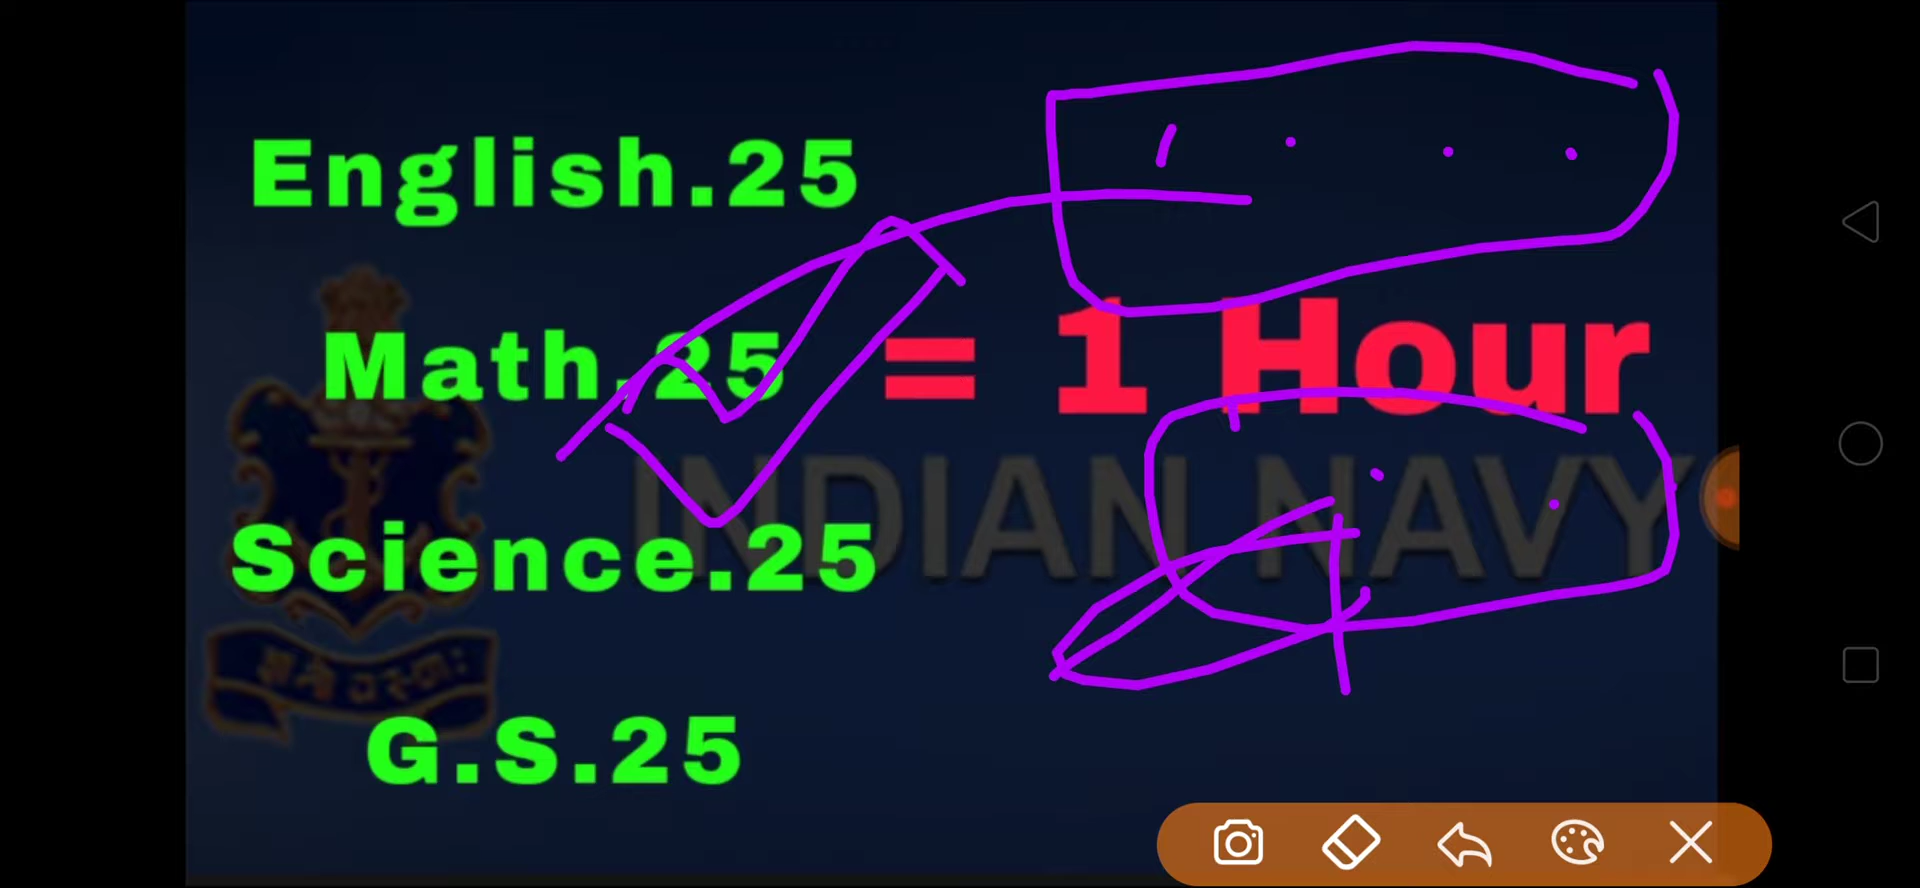 English.25
Math.25 = 1 Hour
INDIAN NAVY
Science.25
G.S.25